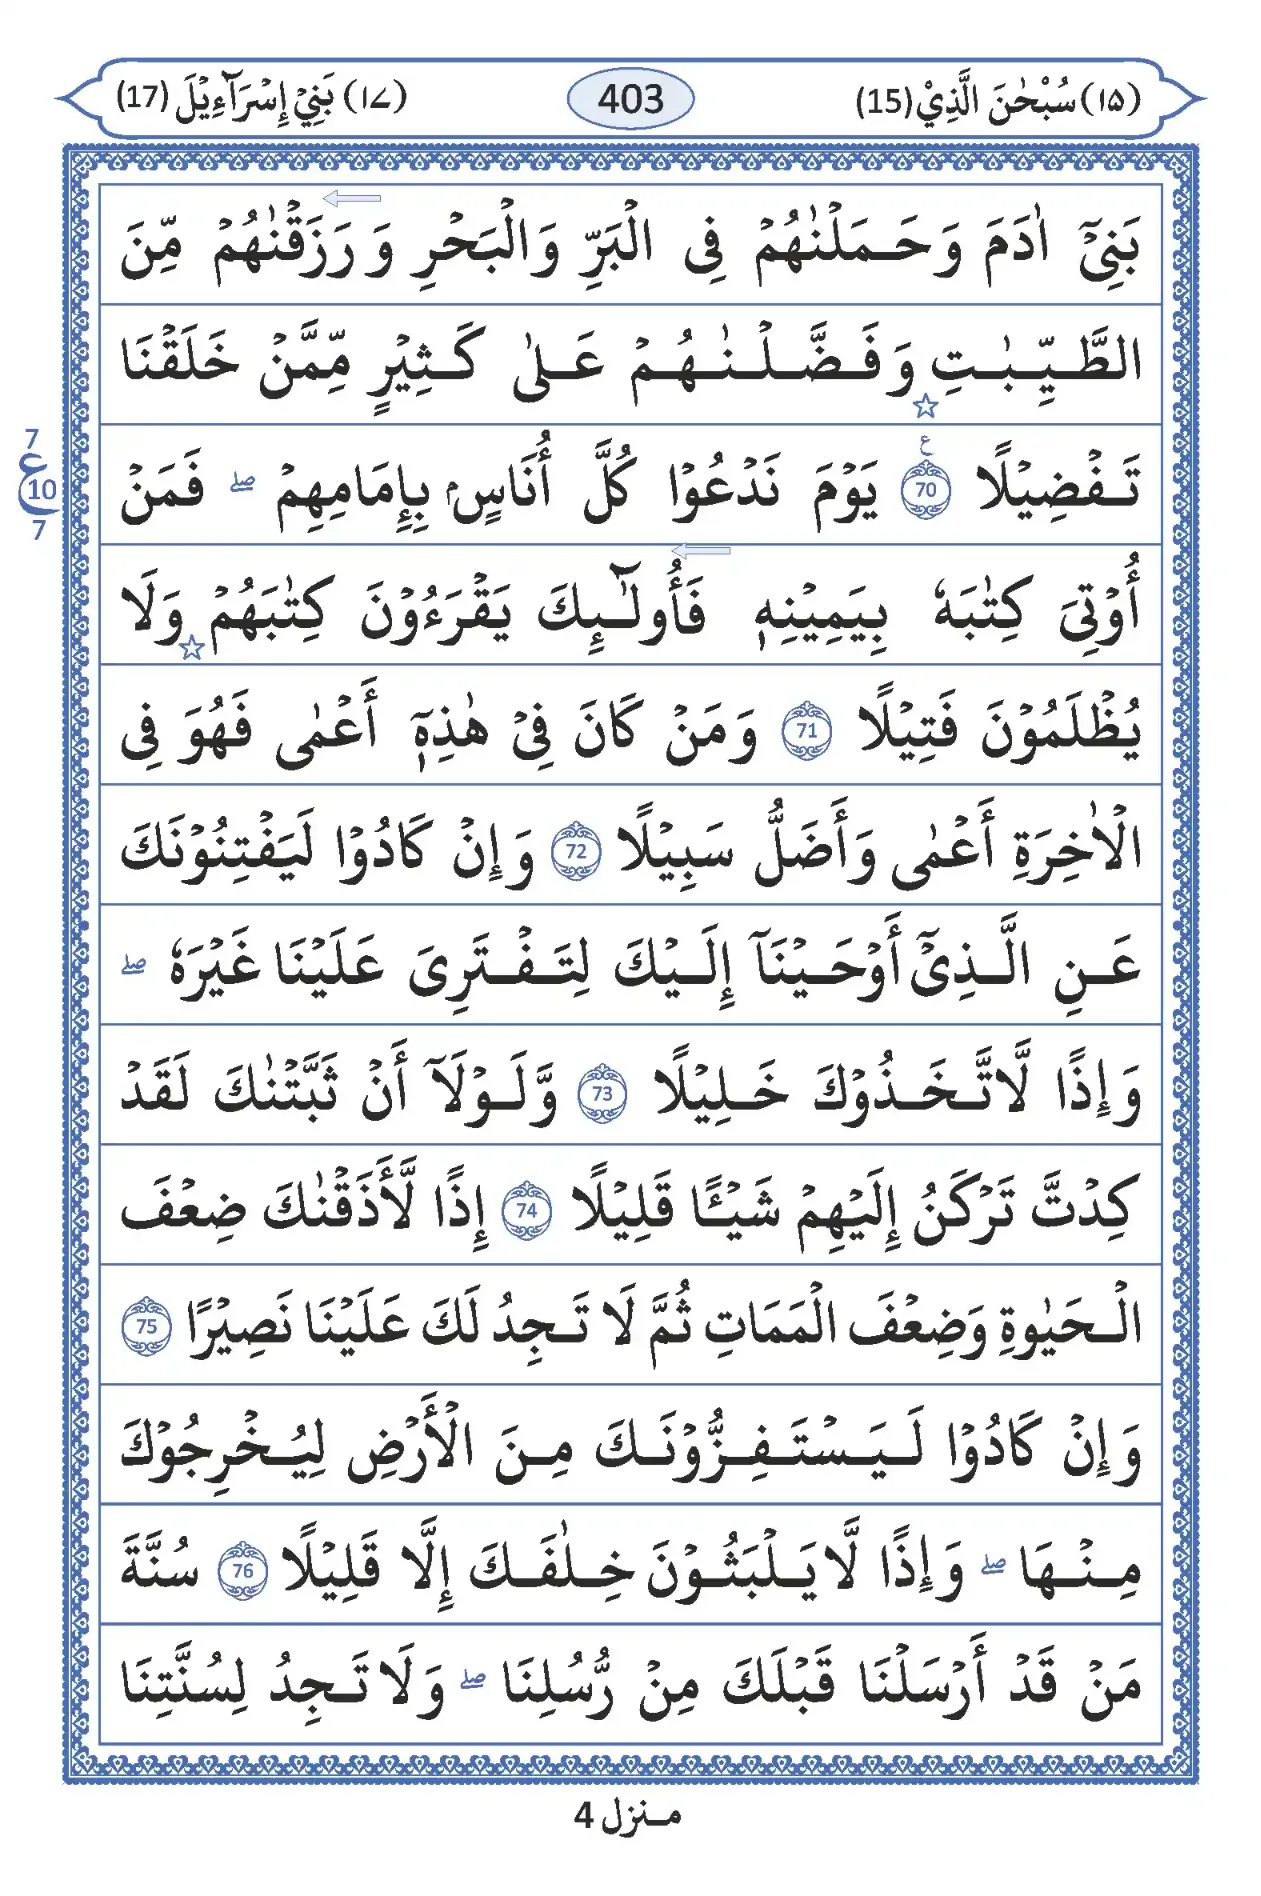 (١٥) سُبْحٰنَ الَّذِيْ (15) 403 (١٧) بَنِيْ إِسْرَآءِيْلَ (17)
بَنِيْٓ اٰدَمَ وَحَمَلْنٰهُمْ فِي الْبَرِّ وَالْبَحْرِ وَرَزَقْنٰهُمْ مِّنَ
الطَّيِّبٰتِ وَفَضَّلْنٰهُمْ عَلٰى كَثِيْرٍ مِّمَّنْ خَلَقْنَا
تَفْضِيْلًا 70 ع يَوْمَ نَدْعُوْا كُلَّ أُنَاسٍۭ بِإِمَامِهِمْ ۖ فَمَنْ
7 ع 10 7
أُوْتِيَ كِتٰبَهٗ بِيَمِيْنِهٖ فَأُولٰٓئِكَ يَقْرَءُوْنَ كِتٰبَهُمْ وَلَا
يُظْلَمُوْنَ فَتِيْلًا 71 وَمَنْ كَانَ فِيْ هٰذِهٖٓ أَعْمٰى فَهُوَ فِي
الْاٰخِرَةِ أَعْمٰى وَأَضَلُّ سَبِيْلًا 72 وَإِنْ كَادُوْا لَيَفْتِنُوْنَكَ
عَنِ الَّذِيْٓ أَوْحَيْنَآ إِلَيْكَ لِتَفْتَرِيَ عَلَيْنَا غَيْرَهٗ ۖ
وَإِذًا لَّاتَّخَذُوْكَ خَلِيْلًا 73 وَلَوْلَآ أَنْ ثَبَّتْنٰكَ لَقَدْ
كِدْتَّ تَرْكَنُ إِلَيْهِمْ شَيْـًٔا قَلِيْلًا 74 إِذًا لَّأَذَقْنٰكَ ضِعْفَ
الْحَيٰوةِ وَضِعْفَ الْمَمَاتِ ثُمَّ لَا تَجِدُ لَكَ عَلَيْنَا نَصِيْرًا 75
وَإِنْ كَادُوْا لَيَسْتَفِزُّوْنَكَ مِنَ الْأَرْضِ لِيُخْرِجُوْكَ
مِنْهَا ۖ وَإِذًا لَّا يَلْبَثُوْنَ خِلٰفَكَ إِلَّا قَلِيْلًا 76 سُنَّةَ
مَنْ قَدْ أَرْسَلْنَا قَبْلَكَ مِنْ رُّسُلِنَا ۖ وَلَا تَجِدُ لِسُنَّتِنَا
منزل 4